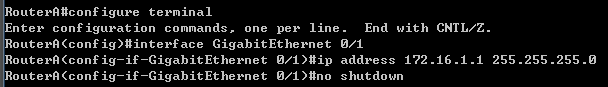 RouterA#configure terminal
Enter configuration commands, one per line.  End with CNTL/Z.
RouterA(config)#interface GigabitEthernet 0/1
RouterA(config-if-GigabitEthernet 0/1)#ip address 172.16.1.1 255.255.255.0
RouterA(config-if-GigabitEthernet 0/1)#no shutdown